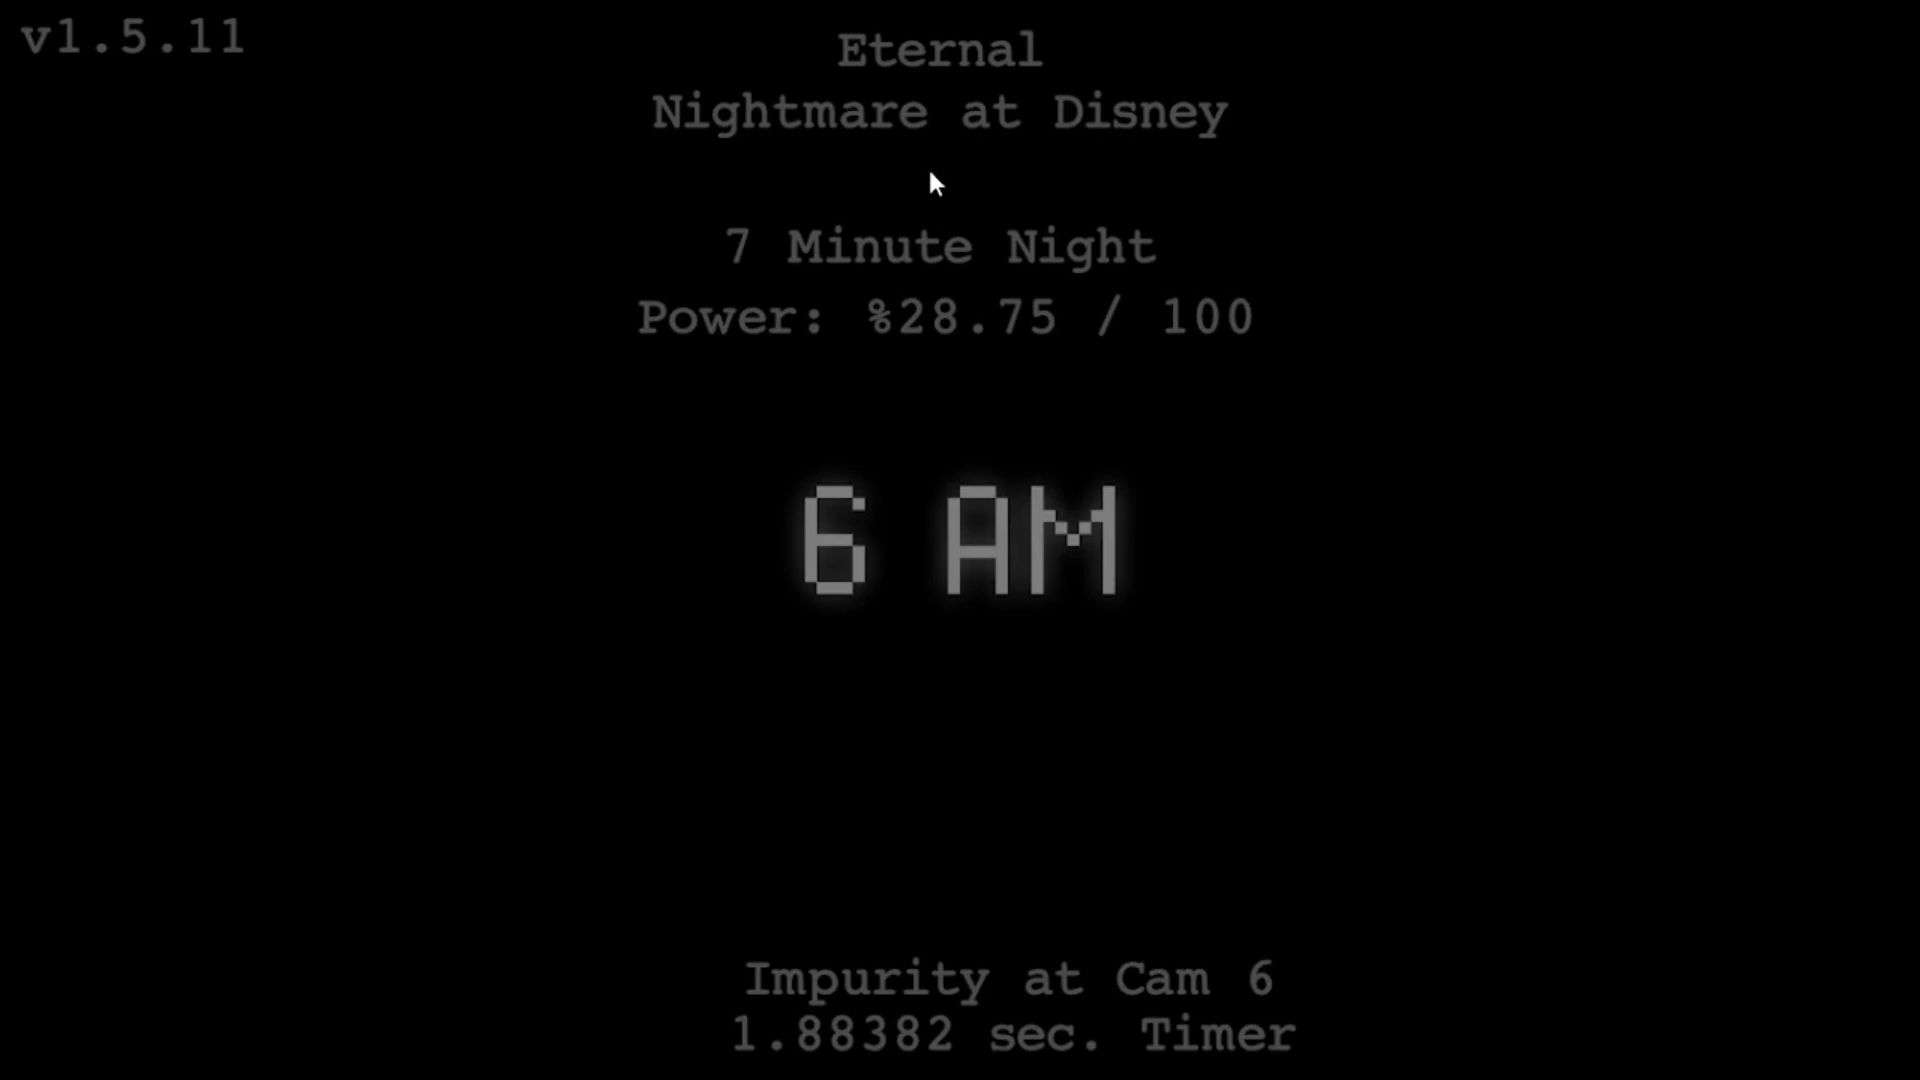 v1.5.11
Eternal
Nightmare at Disney
7 Minute Night
Power: %28.75 / 100
6 AM
Impurity at Cam 6
1.88382 sec. Timer